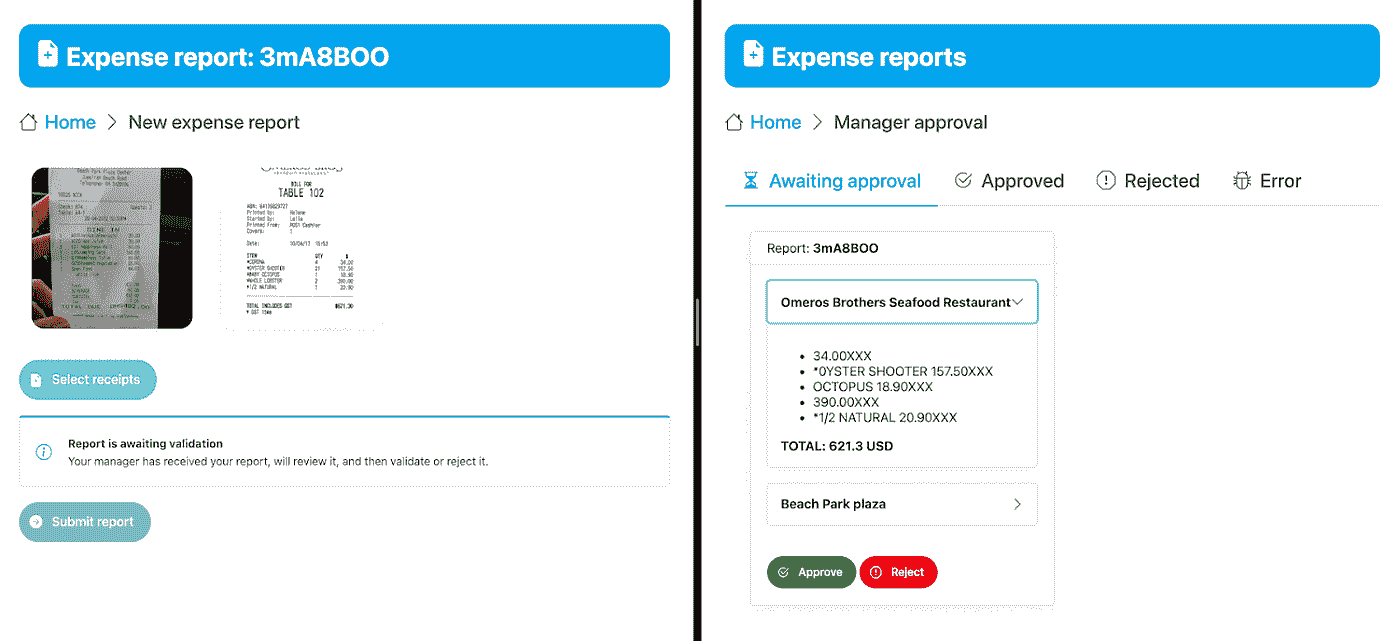 Expense report: 3mA8BOO
Home > New expense report
BILL FOR
TABLE 102
Select receipts
Report is awaiting validation
Your manager has received your report, will review it, and then validate or reject it.
Submit report
Expense reports
Home > Manager approval
Awaiting approval
Approved
Rejected
Error
Report: 3mA8BOO
Omeros Brothers Seafood Restaurant
34.00XXX
*0YSTER SHOOTER 157.50XXX
OCTOPUS 18.90XXX
390.00XXX
*1/2 NATURAL 20.90XXX
TOTAL: 621.3 USD
Beach Park plaza
Approve
Reject